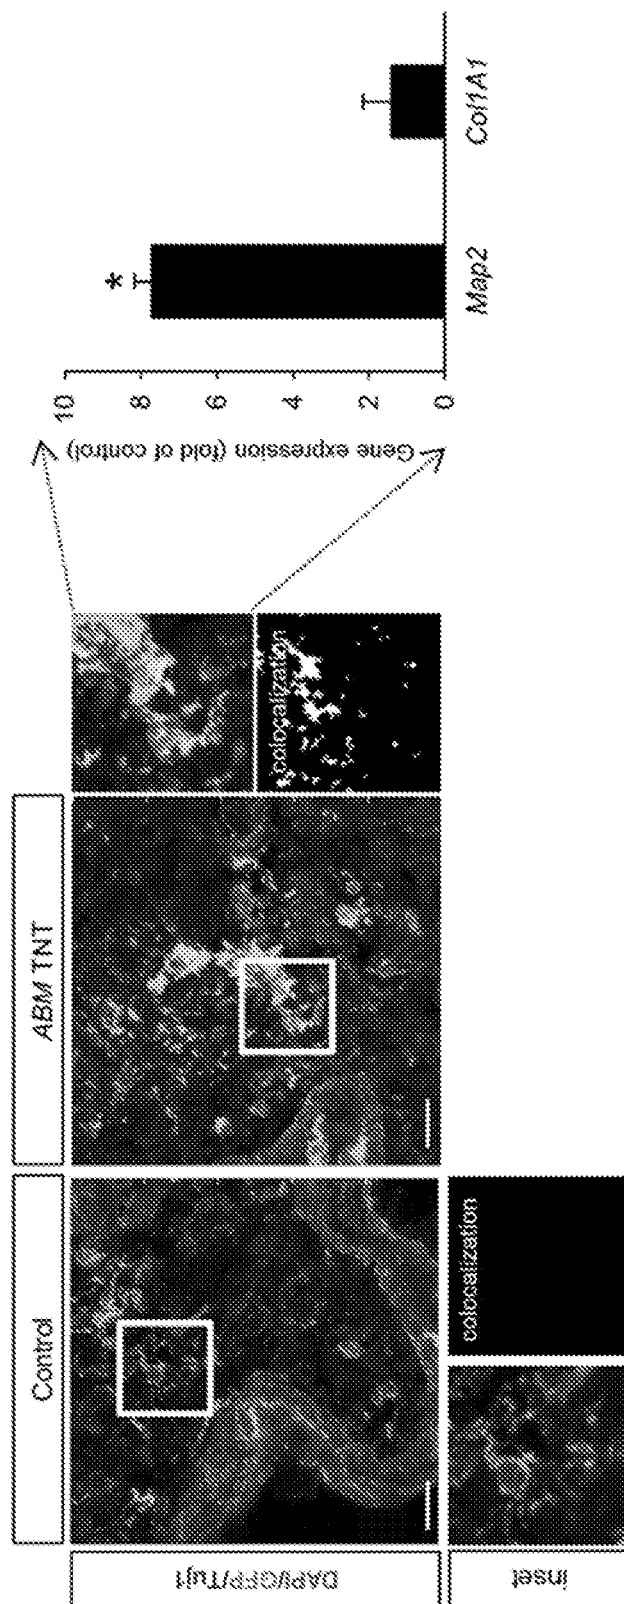 Control
ABM TNT
DAPI/GFP/Tuj1
inset
colocalization
colocalization
Gene expression (fold of control)
10
8
6
4
2
0
*
Map2
Col1A1